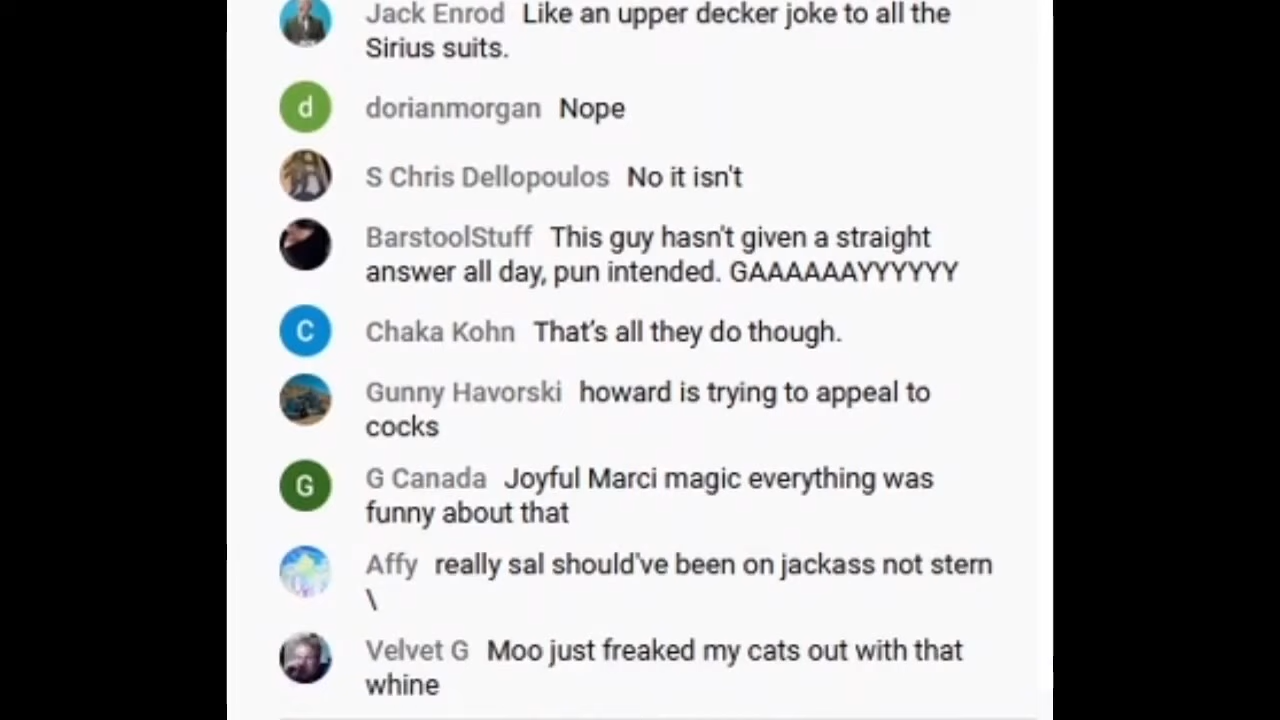 Jack Enrod Like an upper decker joke to all the
Sirius suits.
d
dorianmorgan Nope
S Chris Dellopoulos No it isn't
BarstoolStuff This guy hasn't given a straight
answer all day, pun intended. GAAAAAAYYYYYY
C
Chaka Kohn That's all they do though.
Gunny Havorski howard is trying to appeal to
cocks
G
G Canada Joyful Marci magic everything was
funny about that
Affy really sal should've been on jackass not stern
\
Velvet G Moo just freaked my cats out with that
whine